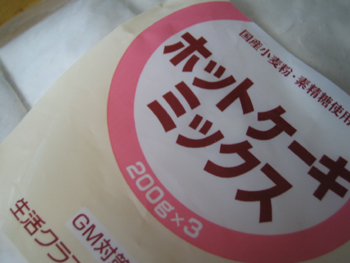 国産小麦粉・素精糖使用
ホットケーキ
ミックス
200g×3
GM対策
生活クラブ